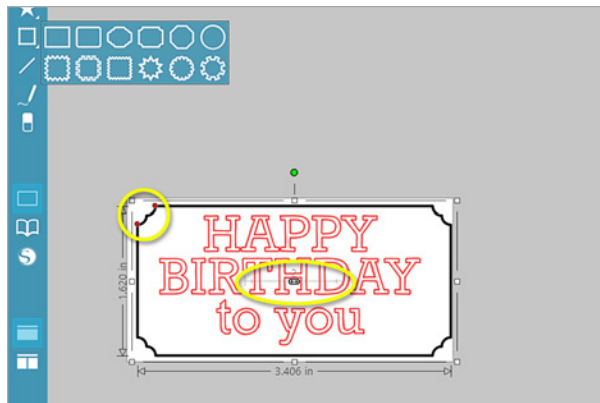 HAPPY
BIRTHDAY
to you
1.620 in
3.406 in
S